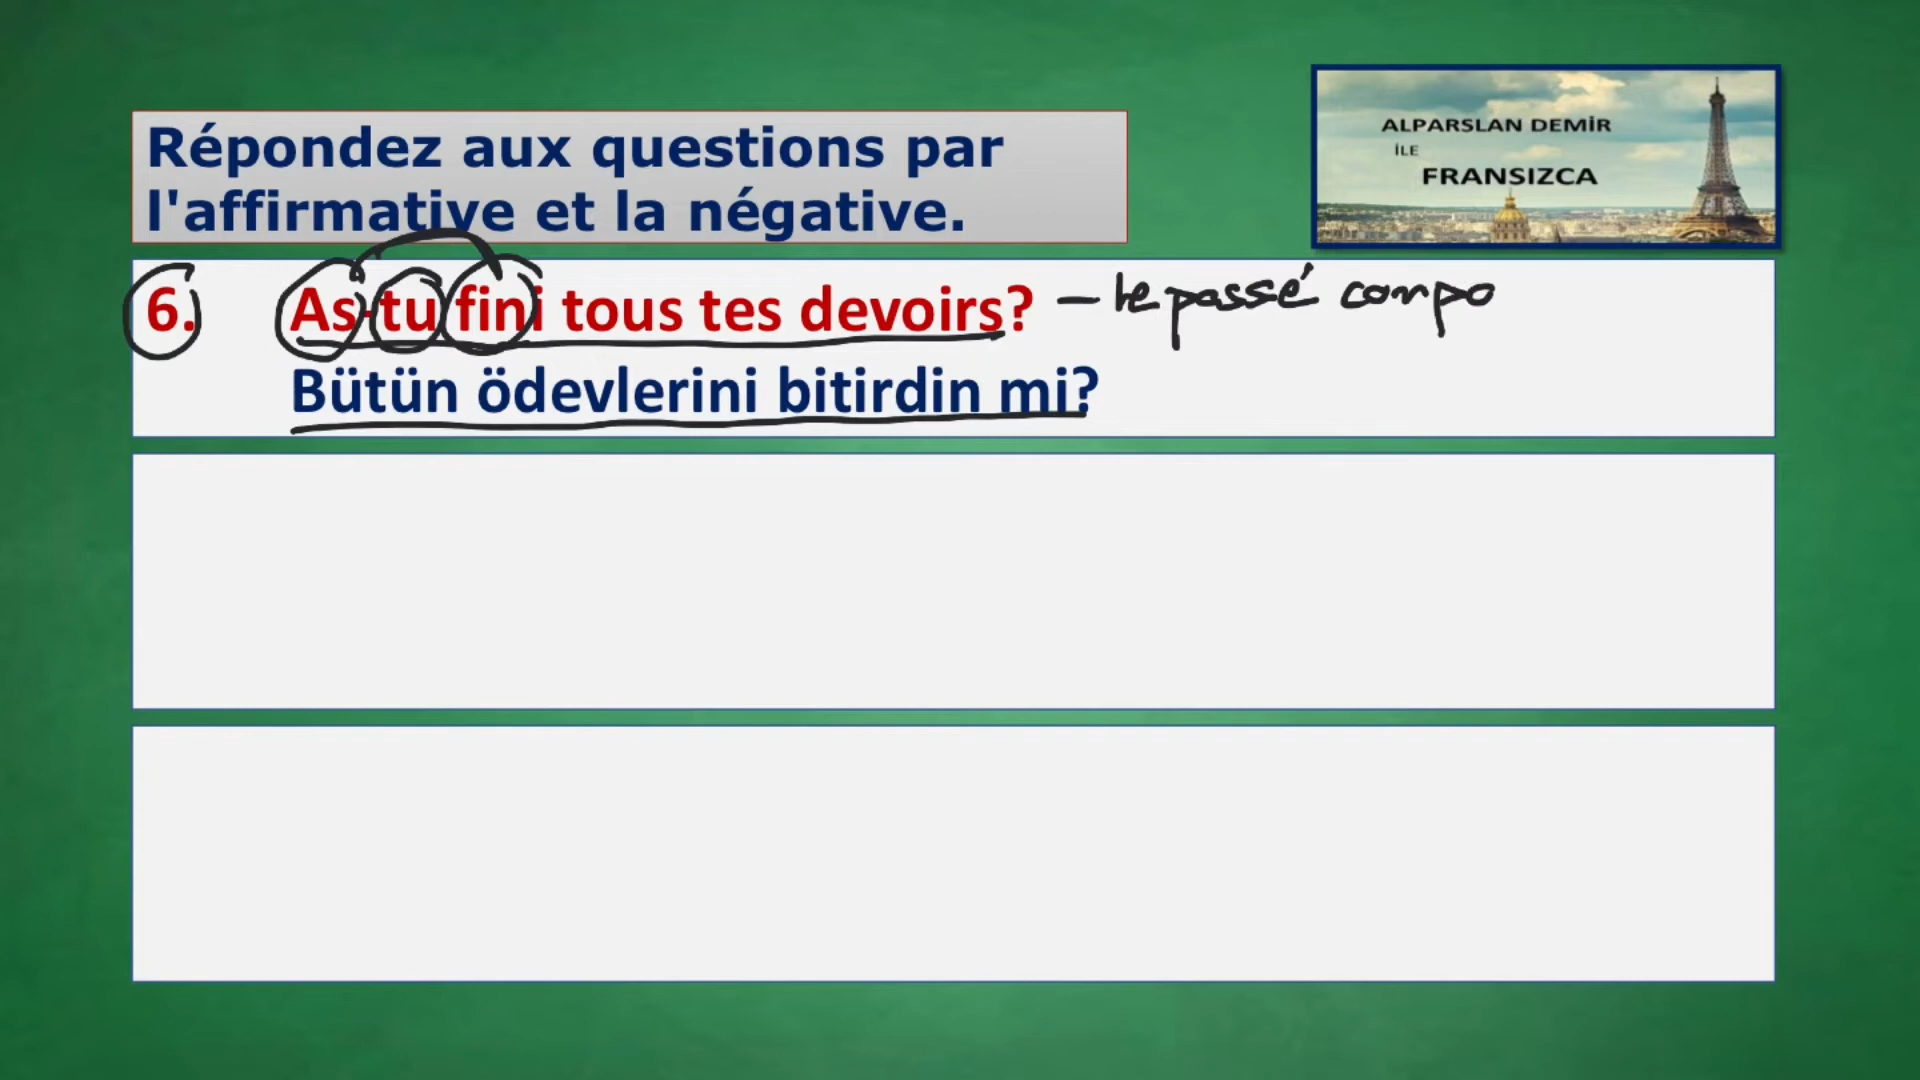 Répondez aux questions par
l'affirmative et la négative.
ALPARSLAN DEMİR
İLE
FRANSIZCA
6. As-tu fini tous tes devoirs? – le passé compo
Bütün ödevlerini bitirdin mi?